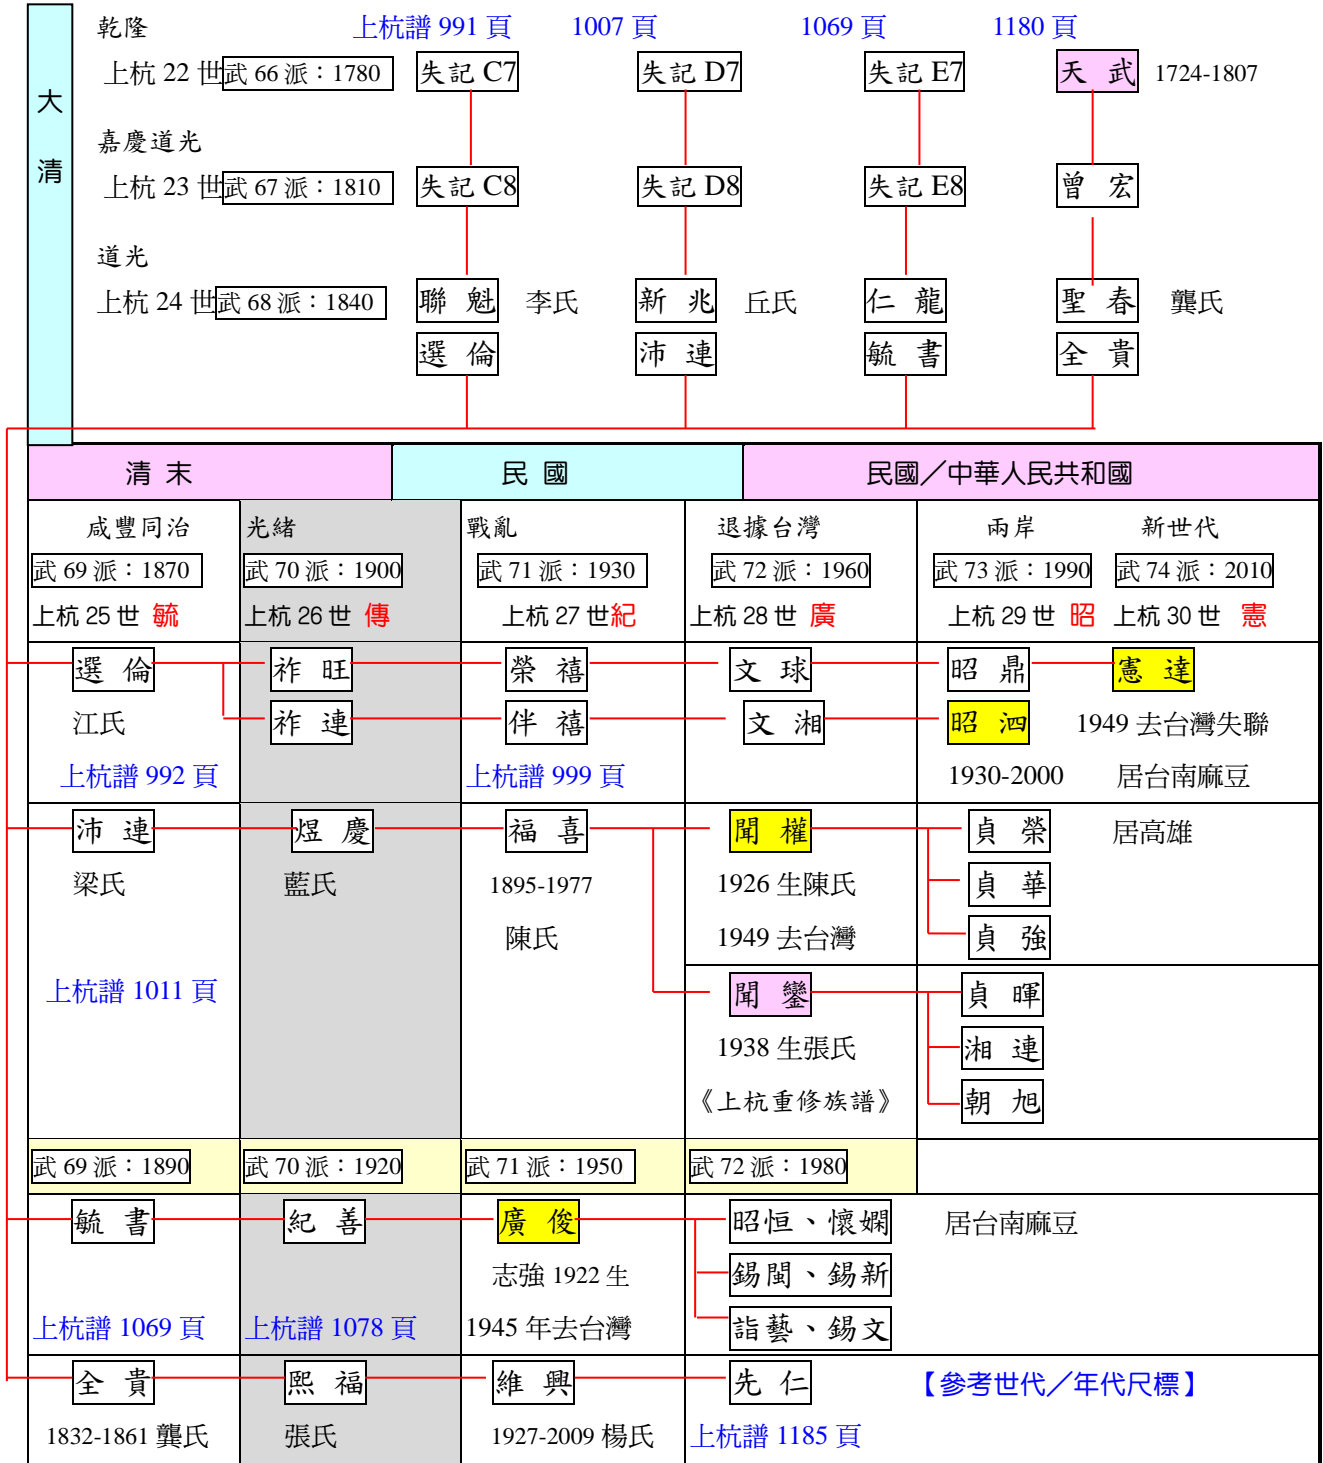 大清
乾隆 上杭譜 991 頁 1007 頁 1069 頁 1180 頁
上杭 22 世 武 66 派：1780 失記 C7 失記 D7 失記 E7 天 武 1724-1807
嘉慶道光
上杭 23 世 武 67 派：1810 失記 C8 失記 D8 失記 E8 曾 宏
道光
上杭 24 世 武 68 派：1840 聯 魁 李氏 新 兆 丘氏 仁 龍 聖 春 龔氏
選 倫 沛 連 毓 書 全 貴
清 末 民 國 民國／中華人民共和國
咸豐同治 光緒 戰亂 退據台灣 兩岸 新世代
武 69 派：1870 武 70 派：1900 武 71 派：1930 武 72 派：1960 武 73 派：1990 武 74 派：2010
上杭 25 世 毓 上杭 26 世 傳 上杭 27 世紀 上杭 28 世 廣 上杭 29 世 昭 上杭 30 世 憲
選 倫 祚 旺 榮 禧 文 球 昭 鼎 憲 達
江氏 祚 連 伴 禧 文 湘 昭 泗 1949 去台灣失聯
上杭譜 992 頁 上杭譜 999 頁 1930-2000 居台南麻豆
沛 連 煜 慶 福 喜 聞 權 貞 榮 居高雄
梁氏 藍氏 1895-1977 1926 生陳氏 貞 華
陳氏 1949 去台灣 貞 強
上杭譜 1011 頁 聞 鑾 貞 暉
1938 生張氏 湘 連
《上杭重修族譜》 朝 旭
武 69 派：1890 武 70 派：1920 武 71 派：1950 武 72 派：1980
毓 書 紀 善 廣 俊 昭恒、懷嫻 居台南麻豆
志強 1922 生 錫閩、錫新
上杭譜 1069 頁 上杭譜 1078 頁 1945 年去台灣 詣藝、錫文
全 貴 熙 福 維 興 先 仁 【參考世代／年代尺標】
1832-1861 龔氏 張氏 1927-2009 楊氏 上杭譜 1185 頁